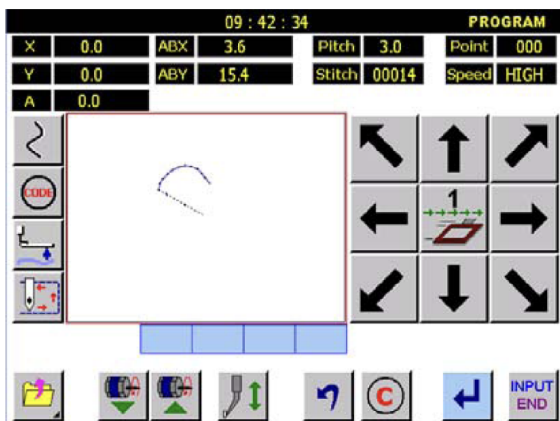 09 : 42 : 34 PROGRAM
X 0.0 ABX 3.6 Pitch 3.0 Point 000
Y 0.0 ABY 15.4 Stitch 00014 Speed HIGH
A 0.0
CODE
1
C
INPUT
END